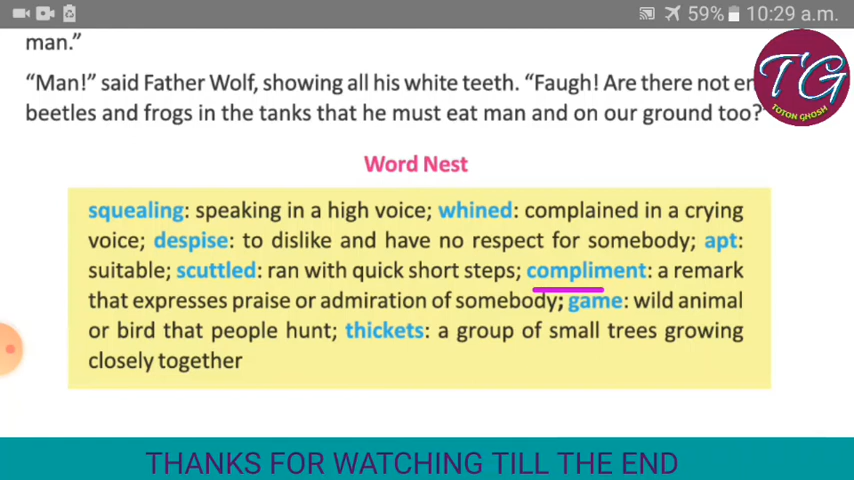 59% 10:29 a.m.
man.”
“Man!” said Father Wolf, showing all his white teeth. “Faugh! Are there not
beetles and frogs in the tanks that he must eat man and on our ground too?
TG
TOTON GHOSH
Word Nest
squealing: speaking in a high voice; whined: complained in a crying
voice; despise: to dislike and have no respect for somebody; apt:
suitable; scuttled: ran with quick short steps; compliment: a remark
that expresses praise or admiration of somebody; game: wild animal
or bird that people hunt; thickets: a group of small trees growing
closely together
THANKS FOR WATCHING TILL THE END